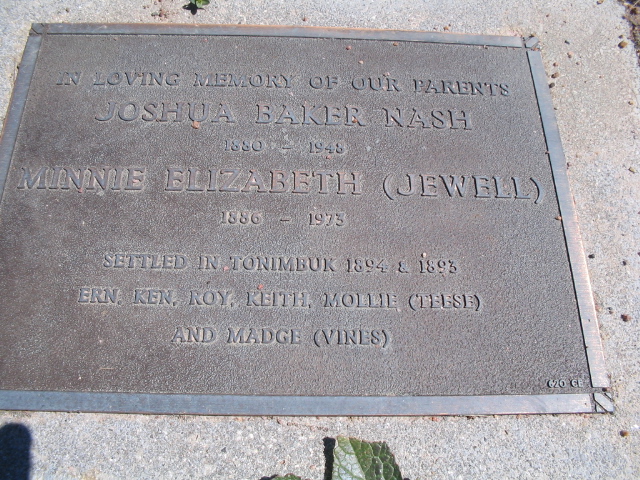 IN LOVING MEMORY OF OUR PARENTS
JOSHUA BAKER NASH
1880 - 1948
MINNIE ELIZABETH (JEWELL)
1886 - 1973
SETTLED IN TONIMBUK 1894 & 1893
ERN, KEN, ROY, KEITH, MOLLIE (TEESE)
AND MADGE (VINES)